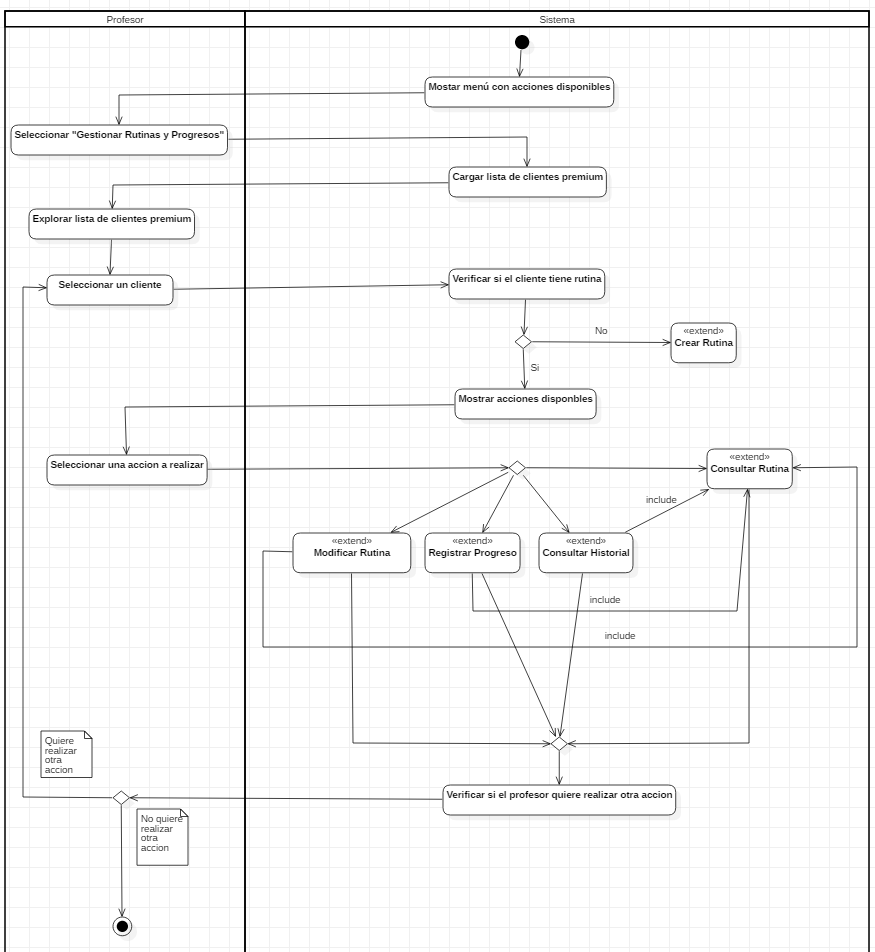 Profesor
Sistema
Mostar menú con acciones disponibles
Seleccionar "Gestionar Rutinas y Progresos"
Cargar lista de clientes premium
Explorar lista de clientes premium
Seleccionar un cliente
Verificar si el cliente tiene rutina
No
«extend»
Crear Rutina
Si
Mostrar acciones disponbles
Seleccionar una accion a realizar
«extend»
Consultar Rutina
include
«extend»
Modificar Rutina
«extend»
Registrar Progreso
«extend»
Consultar Historial
include
include
Quiere
realizar
otra
accion
Verificar si el profesor quiere realizar otra accion
No quiere
realizar
otra
accion